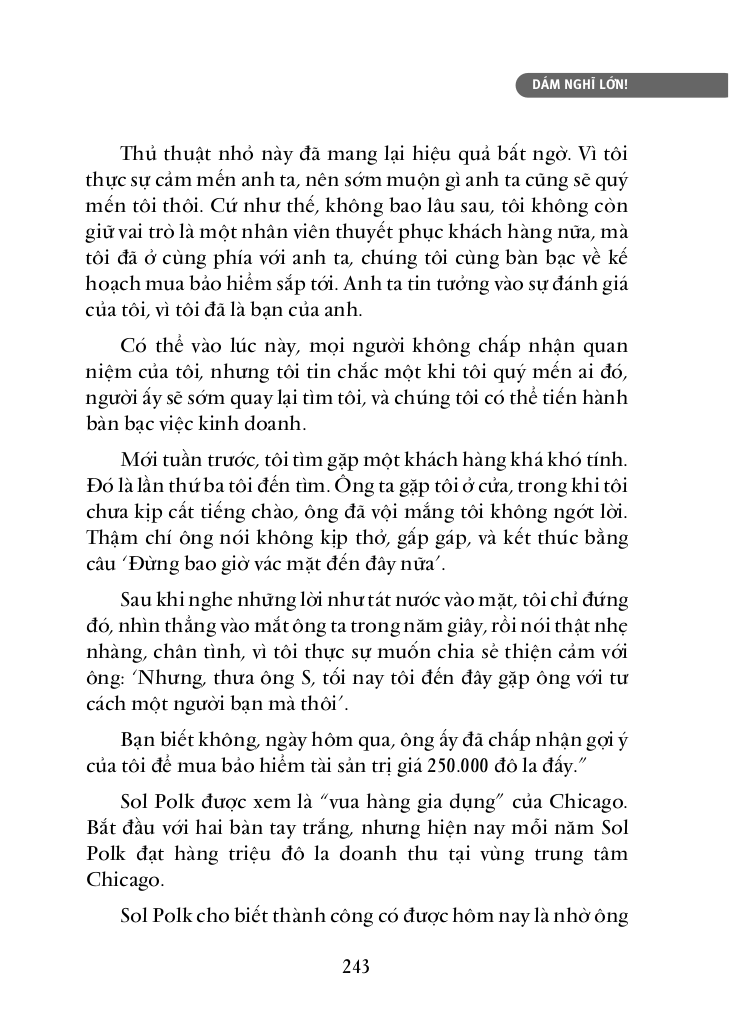 DÁM NGHĨ LỚN!
Thủ thuật nhỏ này đã mang lại hiệu quả bất ngờ. Vì tôi
thực sự cảm mến anh ta, nên sớm muộn gì anh ta cũng sẽ quý
mến tôi thôi. Cứ như thế, không bao lâu sau, tôi không còn
giữ vai trò là một nhân viên thuyết phục khách hàng nữa, mà
tôi đã ở cùng phía với anh ta, chúng tôi cùng bàn bạc về kế
hoạch mua bảo hiểm sắp tới. Anh ta tin tưởng vào sự đánh giá
của tôi, vì tôi đã là bạn của anh.
Có thể vào lúc này, mọi người không chấp nhận quan
niệm của tôi, nhưng tôi tin chắc một khi tôi quý mến ai đó,
người ấy sẽ sớm quay lại tìm tôi, và chúng tôi có thể tiến hành
bàn bạc việc kinh doanh.
Mới tuần trước, tôi tìm gặp một khách hàng khá khó tính.
Đó là lần thứ ba tôi đến tìm. Ông ta gặp tôi ở cửa, trong khi tôi
chưa kịp cất tiếng chào, ông đã vội mắng tôi không ngớt lời.
Thậm chí ông nói không kịp thở, gấp gáp, và kết thúc bằng
câu ‘Đừng bao giờ vác mặt đến đây nữa’.
Sau khi nghe những lời như tát nước vào mặt, tôi chỉ đứng
đó, nhìn thẳng vào mắt ông ta trong năm giây, rồi nói thật nhẹ
nhàng, chân tình, vì tôi thực sự muốn chia sẻ thiện cảm với
ông: ‘Nhưng, thưa ông S, tối nay tôi đến đây gặp ông với tư
cách một người bạn mà thôi’.
Bạn biết không, ngày hôm qua, ông ấy đã chấp nhận gợi ý
của tôi để mua bảo hiểm tài sản trị giá 250.000 đô la đấy.”
Sol Polk được xem là “vua hàng gia dụng” của Chicago.
Bắt đầu với hai bàn tay trắng, nhưng hiện nay mỗi năm Sol
Polk đạt hàng triệu đô la doanh thu tại vùng trung tâm
Chicago.
Sol Polk cho biết thành công có được hôm nay là nhờ ông
243